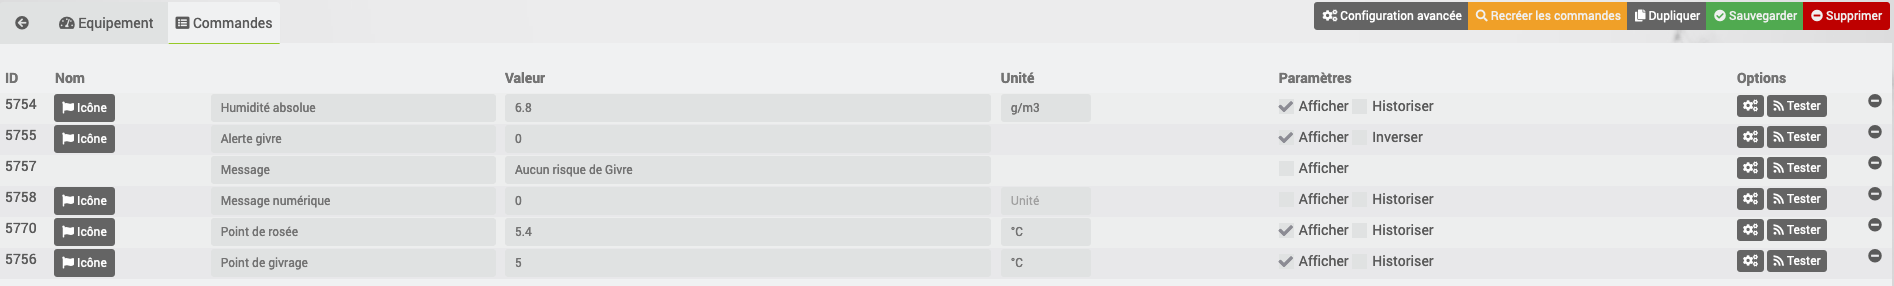 Equipement Commandes Configuration avancée Recréer les commandes Dupliquer Sauvegarder Supprimer
ID Nom Valeur Unité Paramètres Options
5754 Icône Humidité absolue 6.8 g/m3 Afficher Historiser Tester
5755 Icône Alerte givre 0 Afficher Inverser Tester
5757 Message Aucun risque de Givre Afficher Tester
5758 Icône Message numérique 0 Unité Afficher Historiser Tester
5770 Icône Point de rosée 5.4 °C Afficher Historiser Tester
5756 Icône Point de givrage 5 °C Afficher Historiser Tester